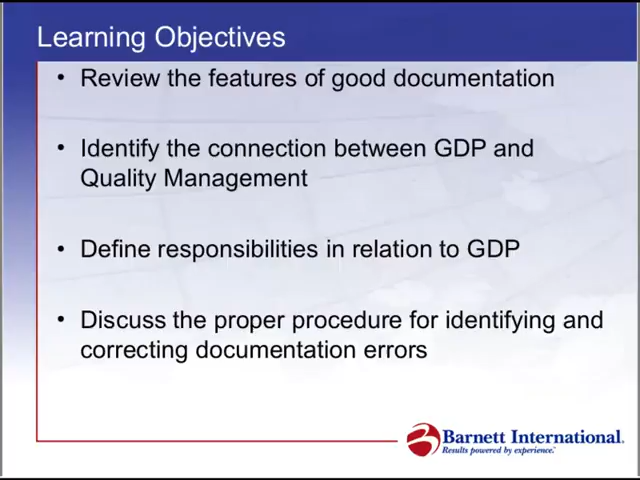 Learning Objectives
• Review the features of good documentation
• Identify the connection between GDP and
Quality Management
• Define responsibilities in relation to GDP
• Discuss the proper procedure for identifying and
correcting documentation errors
Barnett International.
Results powered by experience.™